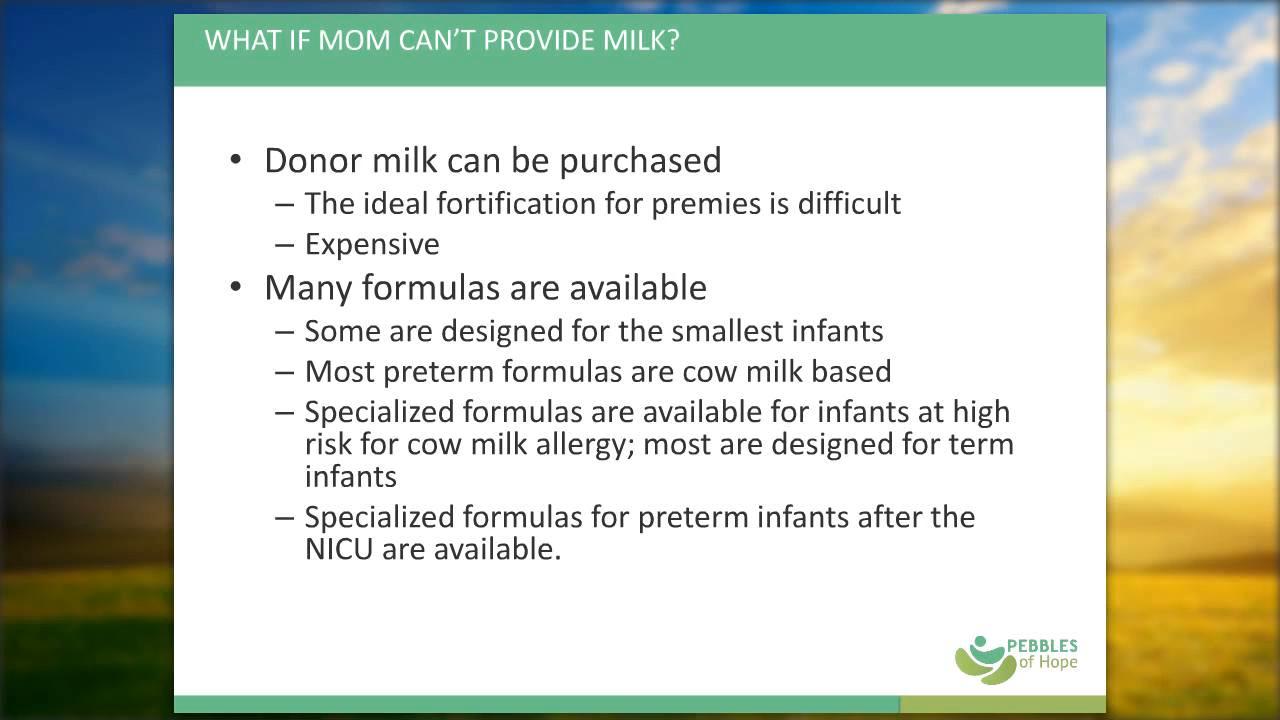 WHAT IF MOM CAN'T PROVIDE MILK?
• Donor milk can be purchased
– The ideal fortification for premies is difficult
– Expensive
• Many formulas are available
– Some are designed for the smallest infants
– Most preterm formulas are cow milk based
– Specialized formulas are available for infants at high
risk for cow milk allergy; most are designed for term
infants
– Specialized formulas for preterm infants after the
NICU are available.
PEBBLES
of Hope